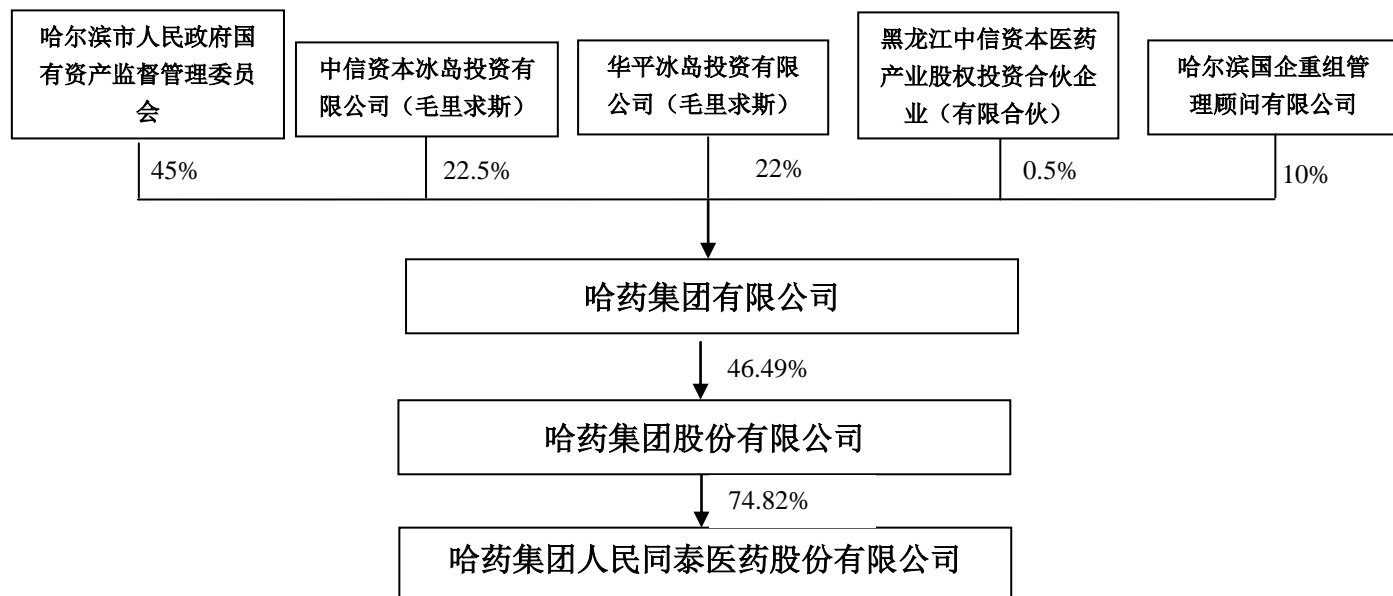 哈尔滨市人民政府国
有资产监督管理委员
会
中信资本冰岛投资有
限公司（毛里求斯）
华平冰岛投资有限
公司（毛里求斯）
黑龙江中信资本医药
产业股权投资合伙企
业（有限合伙）
哈尔滨国企重组管
理顾问有限公司
45%
22.5%
22%
0.5%
10%
哈药集团有限公司
46.49%
哈药集团股份有限公司
74.82%
哈药集团人民同泰医药股份有限公司